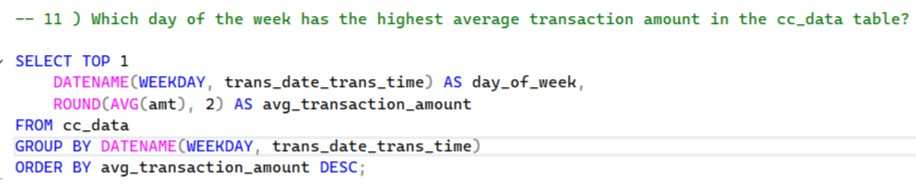 -- 11 ) Which day of the week has the highest average transaction amount in the cc_data table?
SELECT TOP 1
DATENAME(WEEKDAY, trans_date_trans_time) AS day_of_week,
ROUND(AVG(amt), 2) AS avg_transaction_amount
FROM cc_data
GROUP BY DATENAME(WEEKDAY, trans_date_trans_time)
ORDER BY avg_transaction_amount DESC;